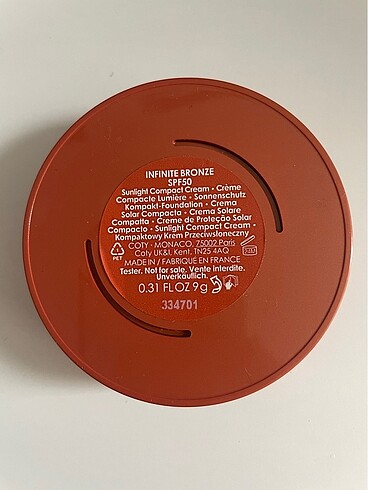 INFINITE BRONZE
SPF50
Sunlight Compact Cream - Crème
Compacte Lumière - Sonnenschutz
Kompakt-Foundation - Crema
Solar Compacta - Crema Solare
Compatta - Creme de Proteção Solar
Compacto - Sunlight Compact Cream -
Kompaktowy Krem Przeciwsłoneczny
COTY - MONACO, 75002 Paris
Coty UK&I, Kent, TN25 4AQ
PET
MADE IN / FABRIQUÉ EN FRANCE
Tester. Not for sale. Vente interdite.
Unverkäuflich.
0.31 FL OZ 9g
334701